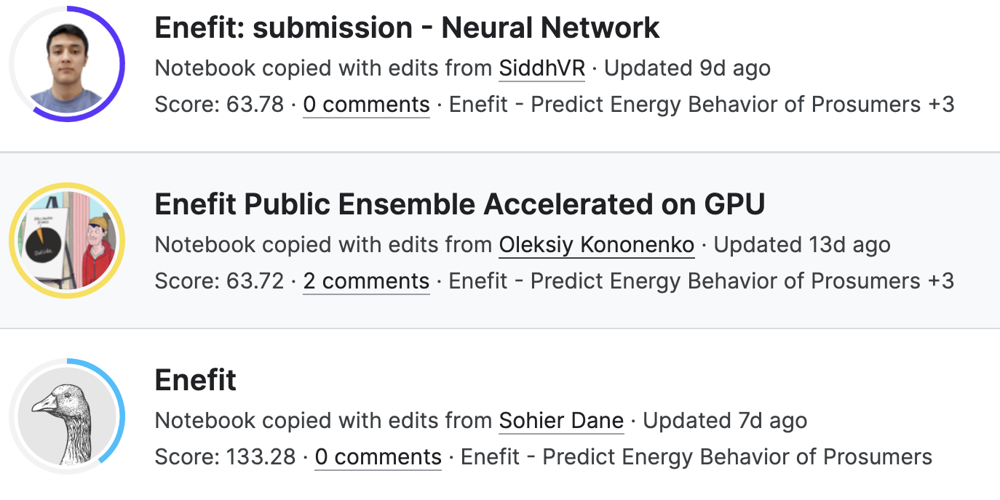 Enefit: submission - Neural Network
Notebook copied with edits from SiddhVR · Updated 9d ago
Score: 63.78 · 0 comments · Enefit - Predict Energy Behavior of Prosumers +3
Enefit Public Ensemble Accelerated on GPU
Notebook copied with edits from Oleksiy Kononenko · Updated 13d ago
Score: 63.72 · 2 comments · Enefit - Predict Energy Behavior of Prosumers +3
Enefit
Notebook copied with edits from Sohier Dane · Updated 7d ago
Score: 133.28 · 0 comments · Enefit - Predict Energy Behavior of Prosumers